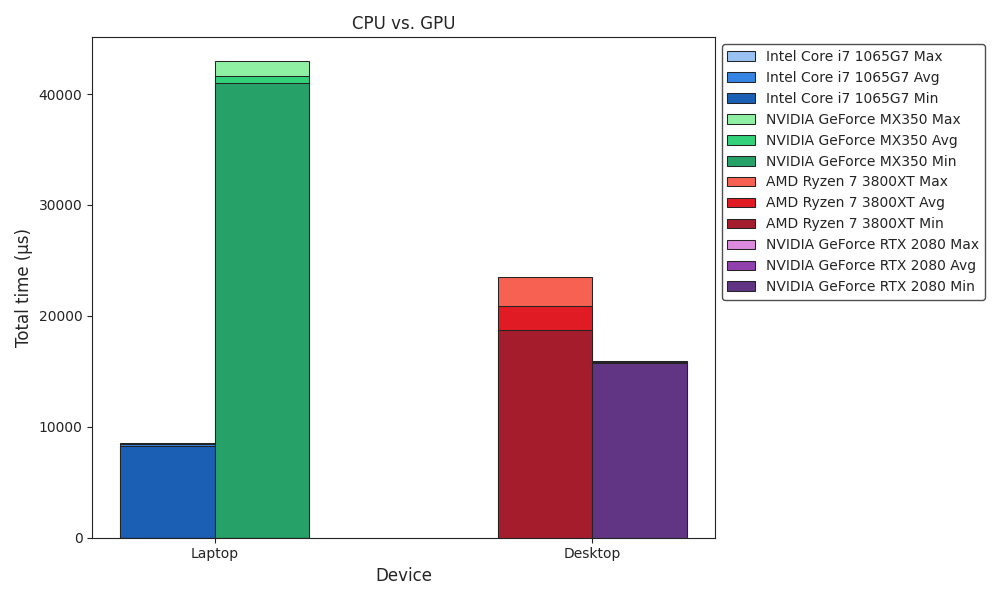 CPU vs. GPU
Total time (µs)
40000
30000
20000
10000
0
Laptop
Desktop
Device
Intel Core i7 1065G7 Max
Intel Core i7 1065G7 Avg
Intel Core i7 1065G7 Min
NVIDIA GeForce MX350 Max
NVIDIA GeForce MX350 Avg
NVIDIA GeForce MX350 Min
AMD Ryzen 7 3800XT Max
AMD Ryzen 7 3800XT Avg
AMD Ryzen 7 3800XT Min
NVIDIA GeForce RTX 2080 Max
NVIDIA GeForce RTX 2080 Avg
NVIDIA GeForce RTX 2080 Min